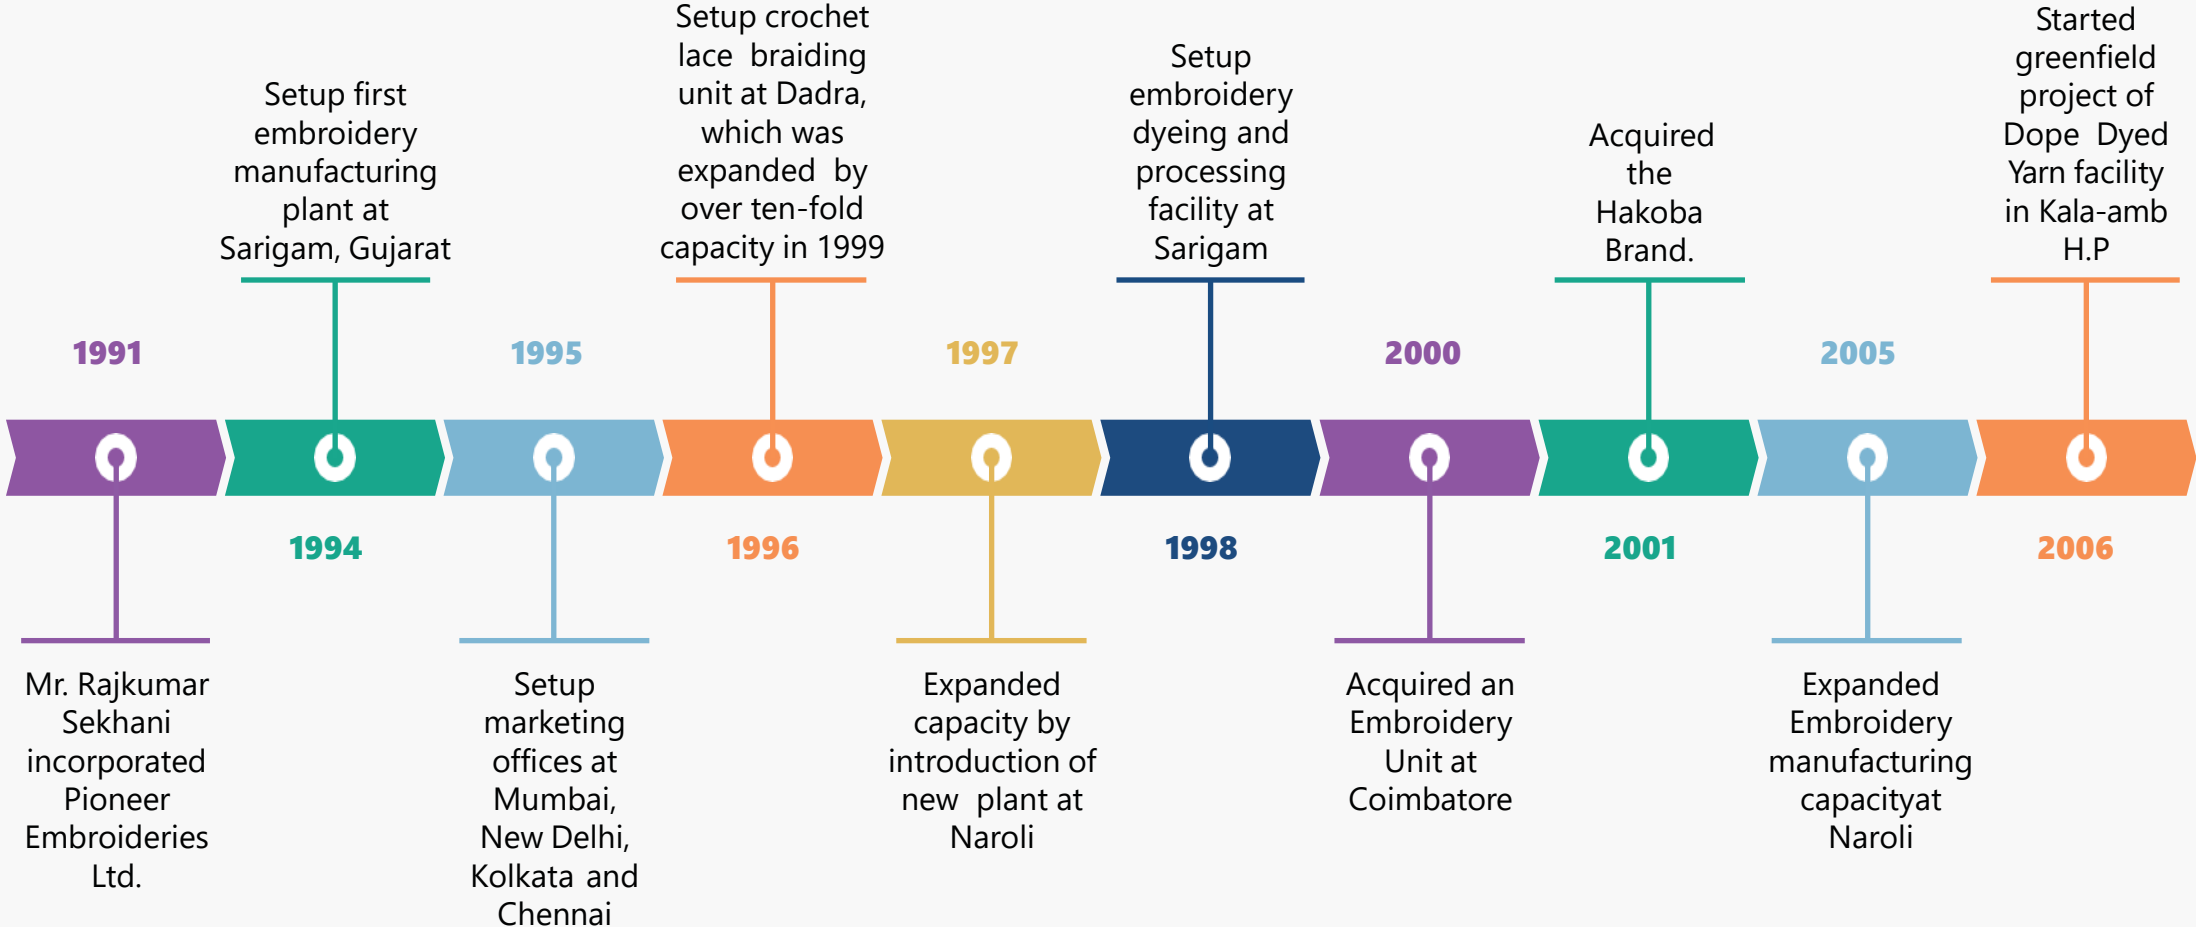 1991
Mr. Rajkumar
Sekhani
incorporated
Pioneer
Embroideries
Ltd.
Setup first
embroidery
manufacturing
plant at
Sarigam, Gujarat
1994
1995
Setup
marketing
offices at
Mumbai,
New Delhi,
Kolkata and
Chennai
Setup crochet
lace braiding
unit at Dadra,
which was
expanded by
over ten-fold
capacity in 1999
1996
1997
Expanded
capacity by
introduction of
new plant at
Naroli
Setup
embroidery
dyeing and
processing
facility at
Sarigam
1998
2000
Acquired an
Embroidery
Unit at
Coimbatore
Acquired
the
Hakoba
Brand.
2001
2005
Expanded
Embroidery
manufacturing
capacityat
Naroli
Started
greenfield
project of
Dope Dyed
Yarn facility
in Kala-amb
H.P
2006